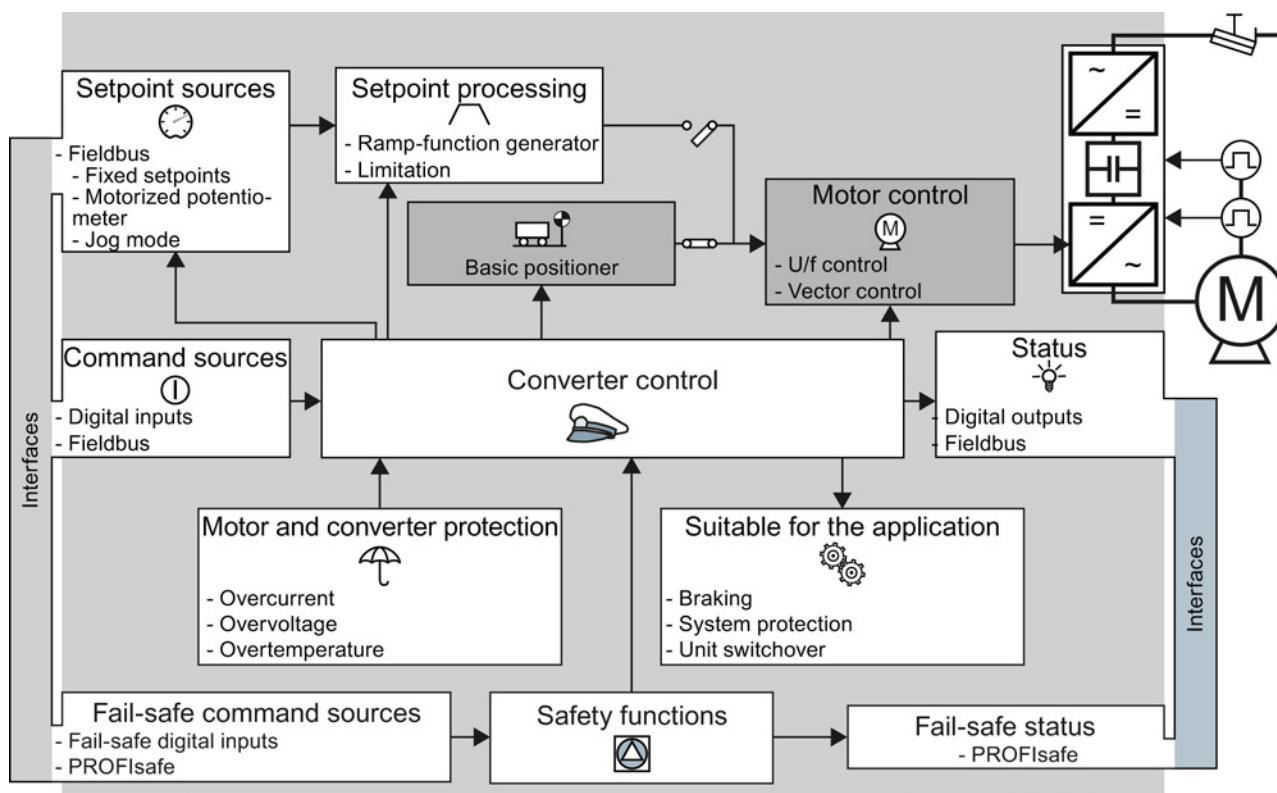 Setpoint sources
- Fieldbus
- Fixed setpoints
- Motorized potentio-
meter
- Jog mode
Setpoint processing
- Ramp-function generator
- Limitation
Basic positioner
Motor control
M
- U/f control
- Vector control
~
=
=
~
M
Interfaces
Command sources
- Digital inputs
- Fieldbus
Converter control
Status
- Digital outputs
- Fieldbus
Motor and converter protection
- Overcurrent
- Overvoltage
- Overtemperature
Suitable for the application
- Braking
- System protection
- Unit switchover
Interfaces
Fail-safe command sources
- Fail-safe digital inputs
- PROFIsafe
Safety functions
Fail-safe status
- PROFIsafe